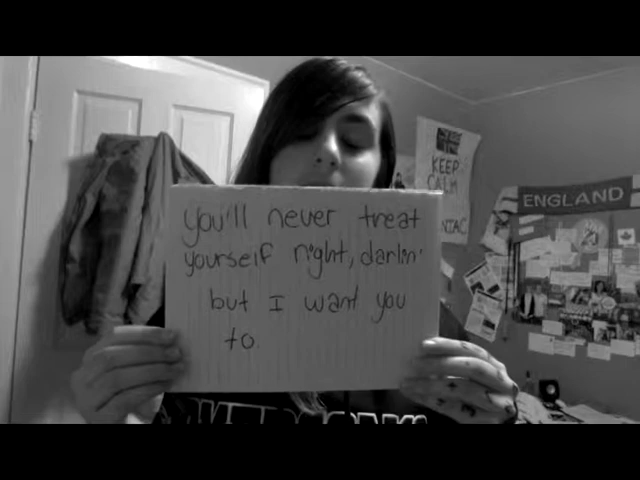 you'll never treat
yourself right, darlin'
but I want you
to.
KEEP
CALM
ENGLAND